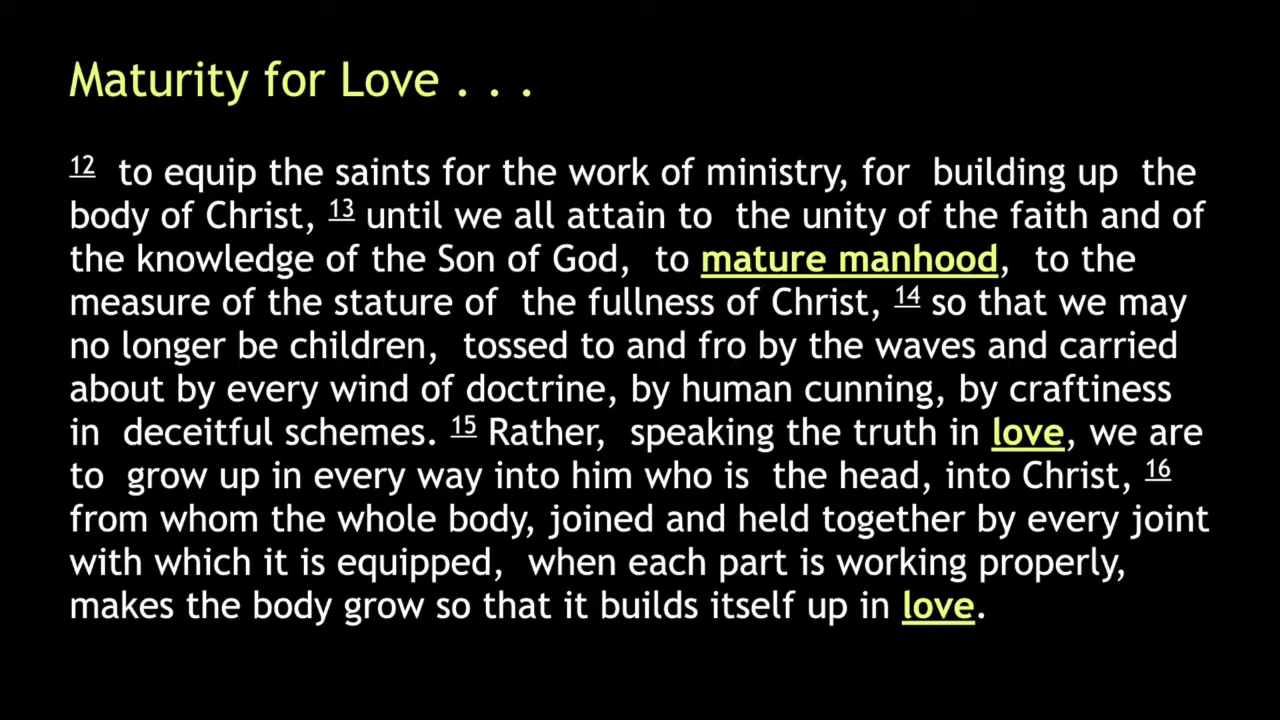 Maturity for Love . . .
12 to equip the saints for the work of ministry, for building up the
body of Christ, 13 until we all attain to the unity of the faith and of
the knowledge of the Son of God, to mature manhood, to the
measure of the stature of the fullness of Christ, 14 so that we may
no longer be children, tossed to and fro by the waves and carried
about by every wind of doctrine, by human cunning, by craftiness
in deceitful schemes. 15 Rather, speaking the truth in love, we are
to grow up in every way into him who is the head, into Christ, 16
from whom the whole body, joined and held together by every joint
with which it is equipped, when each part is working properly,
makes the body grow so that it builds itself up in love.